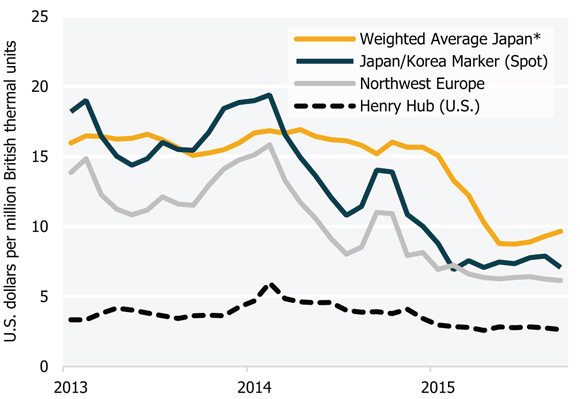 U.S. dollars per million British thermal units
25
20
15
10
5
0
Weighted Average Japan*
Japan/Korea Marker (Spot)
Northwest Europe
Henry Hub (U.S.)
2013
2014
2015